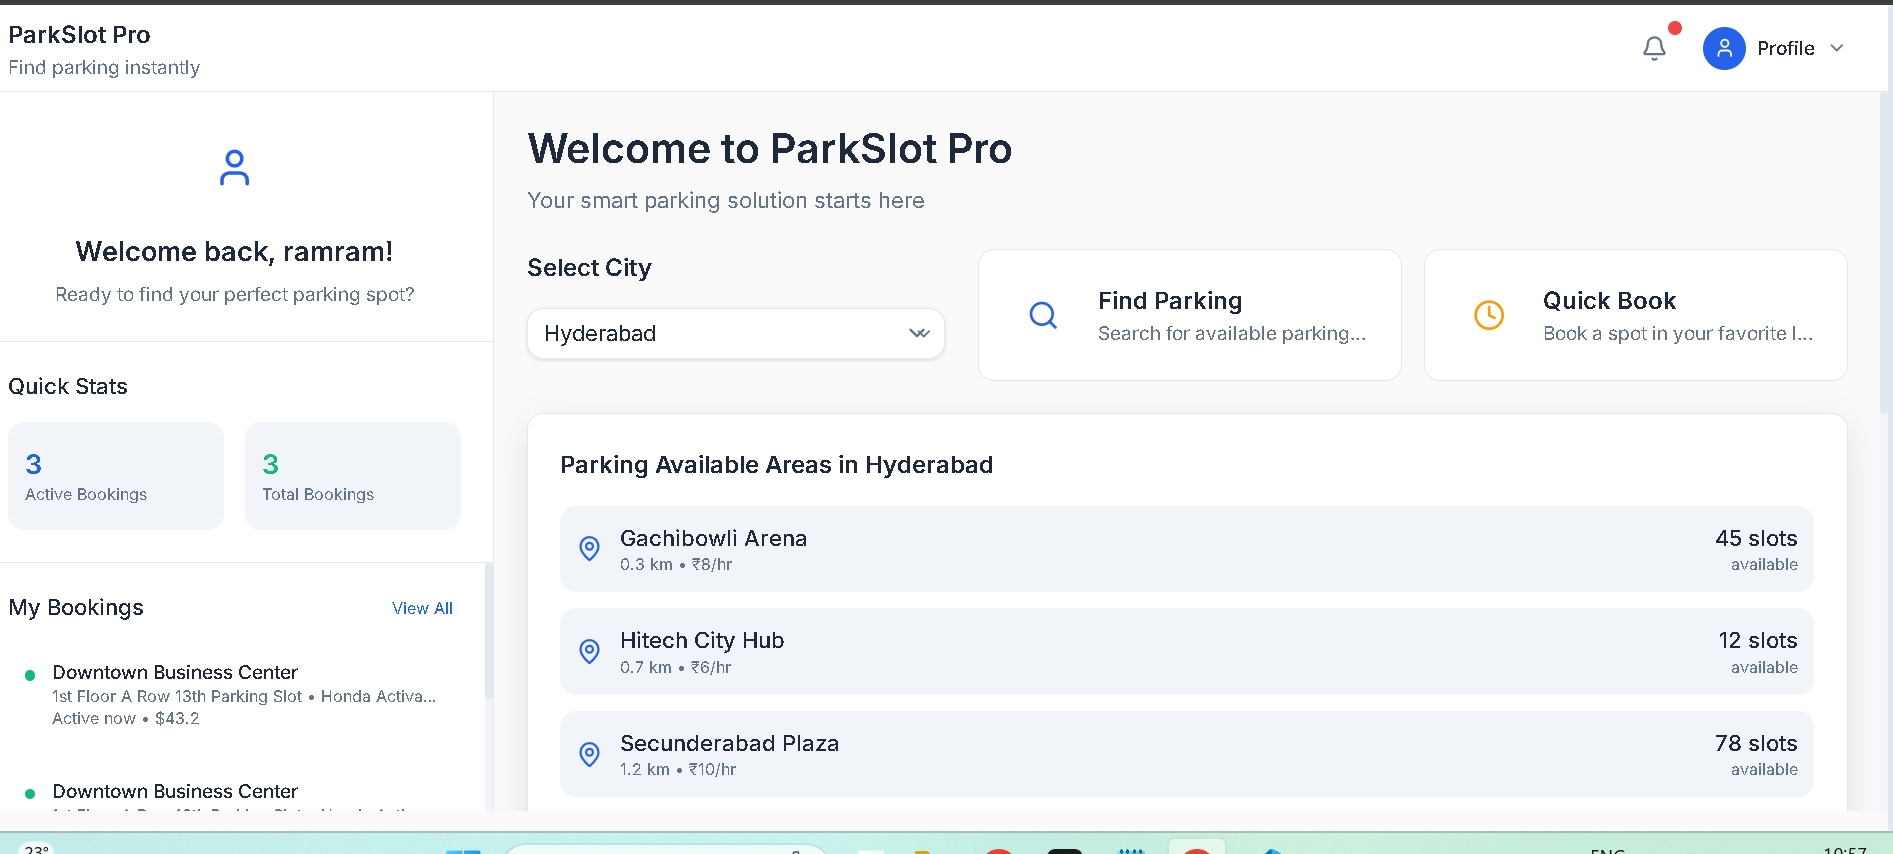 ParkSlot Pro
Find parking instantly
Profile
Welcome back, ramram!
Ready to find your perfect parking spot?
Quick Stats
3
Active Bookings
3
Total Bookings
My Bookings
View All
Downtown Business Center
1st Floor A Row 13th Parking Slot • Honda Activa...
Active now • $43.2
Downtown Business Center
Welcome to ParkSlot Pro
Your smart parking solution starts here
Select City
Hyderabad
Find Parking
Search for available parking...
Quick Book
Book a spot in your favorite l...
Parking Available Areas in Hyderabad
Gachibowli Arena
0.3 km • ₹8/hr
45 slots
available
Hitech City Hub
0.7 km • ₹6/hr
12 slots
available
Secunderabad Plaza
1.2 km • ₹10/hr
78 slots
available
23°
ENG
10:57